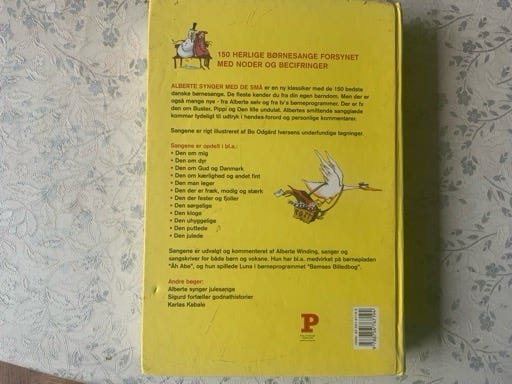 150 HERLIGE BØRNESANGE FORSYNET
MED NODER OG BECIFRINGER
ALBERTE SYNGER MED DE SMÅ er en ny klassiker med de 150 bedste
danske børnesange. De fleste kender du fra din egen barndom. Men der er
også mange nye - fra Alberte selv og fra tv's børneprogrammer. Der er fx
den om Buster, Pippi og Den lille undulat. Albertes smittende sangglæde
kommer tydeligt til udtryk i hendes forord og personlige kommentarer.
Sangene er rigt illustreret af Bo Odgård Iversens underfundige tegninger.
Sangene er opdelt i bl.a.:
• Den om mig
• Den om dyr
• Den om Gud og Danmark
• Den om kærlighed og andet fint
• Den man leger
• Den der er fræk, modig og stærk
• Den der fester og fjoller
• Den sørgelige
• Den kloge
• Den uhyggelige
• Den puttede
• Den julede
Sangene er udvalgt og kommenteret af Alberte Winding, sanger og
sangskriver for både børn og voksne. Hun har bl.a. medvirket på børnepladen
"Åh Abe", og hun spillede Luna i børneprogrammet "Bamses Billedbog".
Andre bøger:
Alberte synger julesange
Sigurd fortæller godnathistorier
Karlas Kabale
P